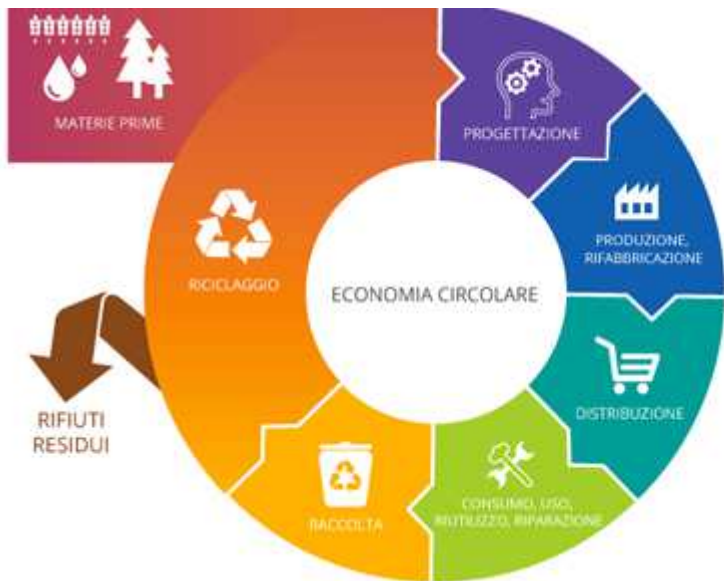 MATERIE PRIME
PROGETTAZIONE
PRODUZIONE,
RIFABBRICAZIONE
RICICLAGGIO
ECONOMIA CIRCOLARE
DISTRIBUZIONE
RIFIUTI
RESIDUI
CONSUMO, USO,
RIUTILIZZO, RIPARAZIONE
RACCOLTA